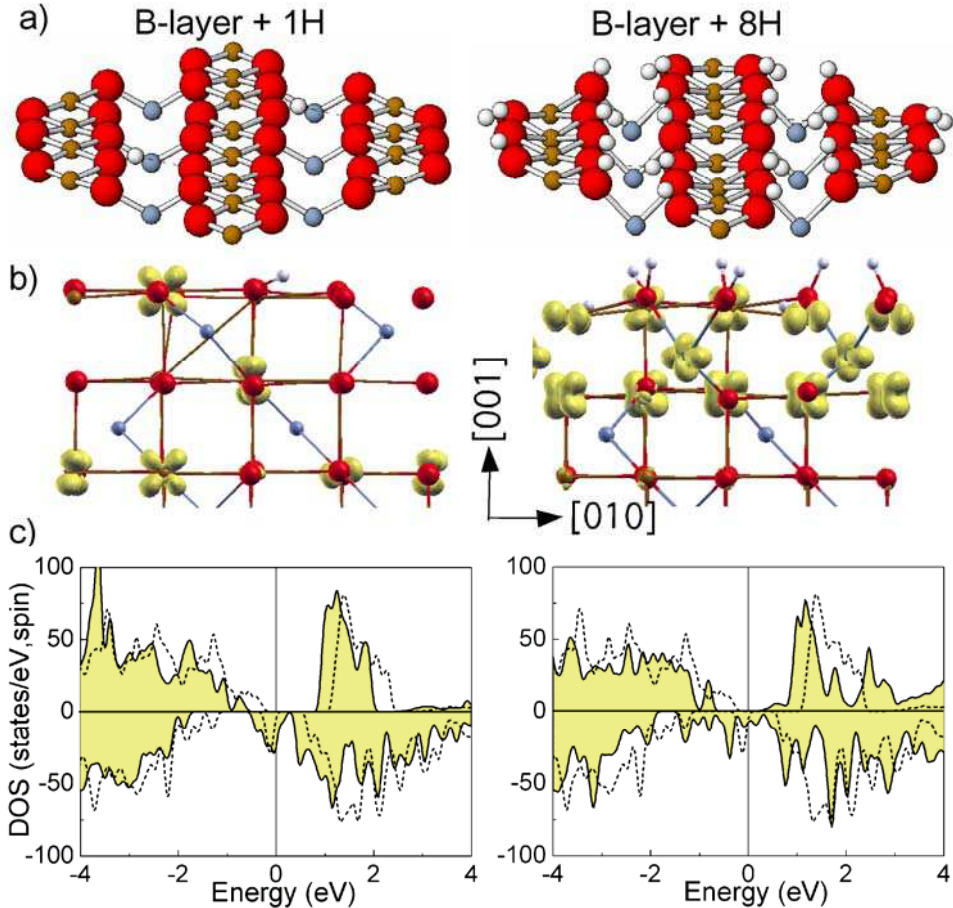 a)
B-layer + 1H
B-layer + 8H
b)
[001]
[010]
c)
DOS (states/eV,spin)
100
50
0
-50
-100
-4
-2
0
2
4
Energy (eV)
100
50
0
-50
-100
-4
-2
0
2
4
Energy (eV)